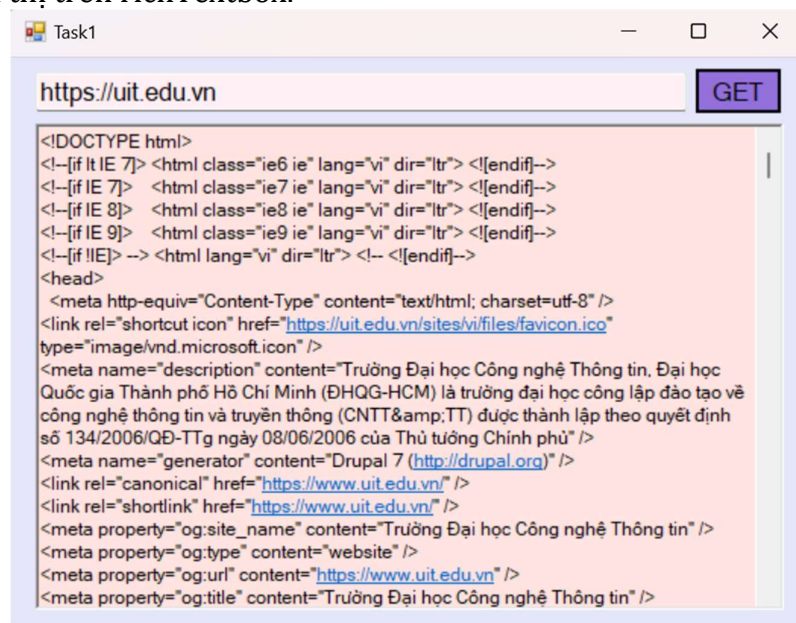 Task1
https://uit.edu.vn
GET
<!DOCTYPE html>
<!--[if lt IE 7]> <html class="ie6 ie" lang="vi" dir="ltr"> <![endif]-->
<!--[if IE 7]>    <html class="ie7 ie" lang="vi" dir="ltr"> <![endif]-->
<!--[if IE 8]>    <html class="ie8 ie" lang="vi" dir="ltr"> <![endif]-->
<!--[if IE 9]>    <html class="ie9 ie" lang="vi" dir="ltr"> <![endif]-->
<!--[if !IE]> --> <html lang="vi" dir="ltr"> <!-- <![endif]-->
<head>
<meta http-equiv="Content-Type" content="text/html; charset=utf-8" />
<link rel="shortcut icon" href="https://uit.edu.vn/sites/vi/files/favicon.ico"
type="image/vnd.microsoft.icon" />
<meta name="description" content="Trường Đại học Công nghệ Thông tin, Đại học
Quốc gia Thành phố Hồ Chí Minh (ĐHQG-HCM) là trường đại học công lập đào tạo về
công nghệ thông tin và truyền thông (CNTT&amp;TT) được thành lập theo quyết định
số 134/2006/QĐ-TTg ngày 08/06/2006 của Thủ tướng Chính phủ" />
<meta name="generator" content="Drupal 7 (http://drupal.org)" />
<link rel="canonical" href="https://www.uit.edu.vn/" />
<link rel="shortlink" href="https://www.uit.edu.vn/" />
<meta property="og:site_name" content="Trường Đại học Công nghệ Thông tin" />
<meta property="og:type" content="website" />
<meta property="og:url" content="https://www.uit.edu.vn" />
<meta property="og:title" content="Trường Đại học Công nghệ Thông tin" />